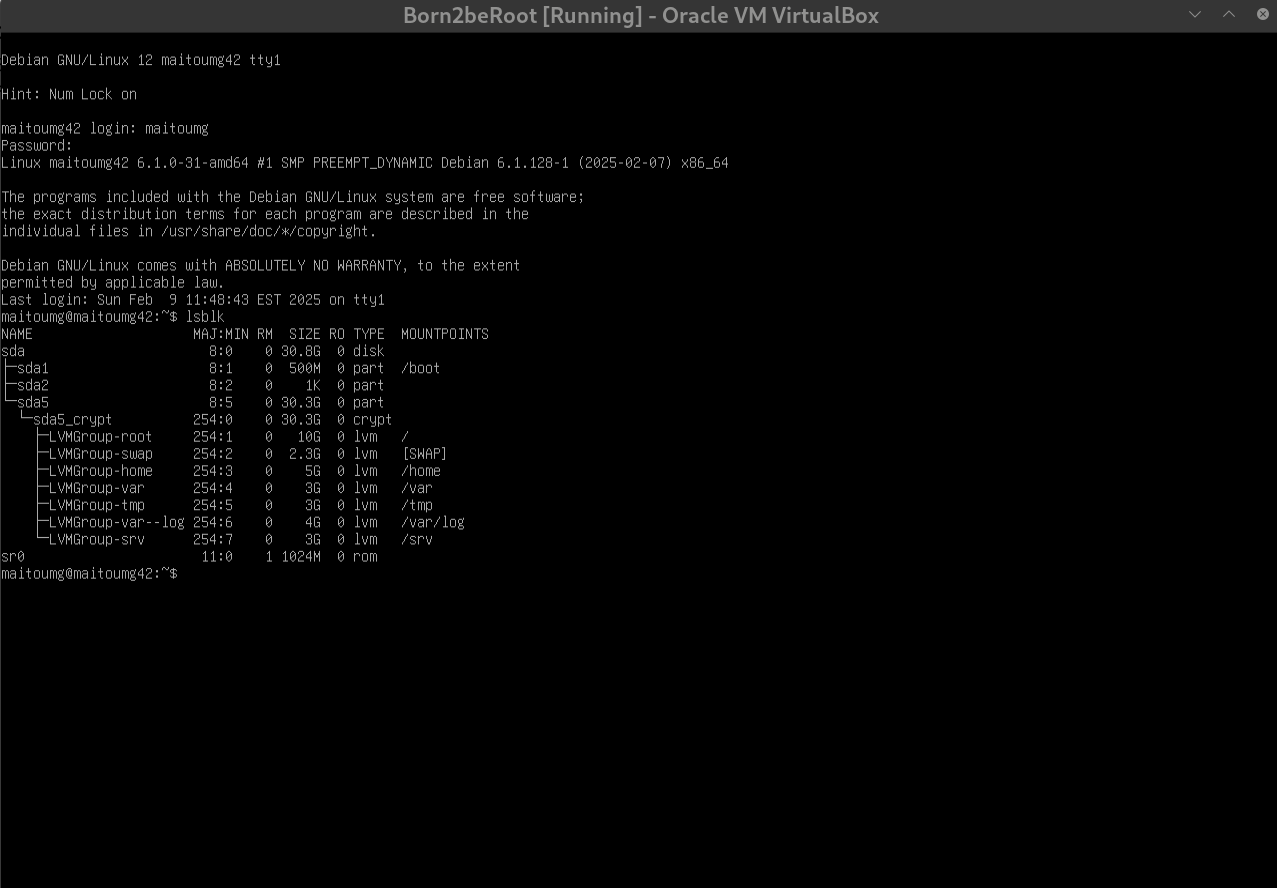 Born2beRoot [Running] - Oracle VM VirtualBox
Debian GNU/Linux 12 maitoumg42 tty1
Hint: Num Lock on
maitoumg42 login: maitoumg
Password:
Linux maitoumg42 6.1.0-31-amd64 #1 SMP PREEMPT_DYNAMIC Debian 6.1.128-1 (2025-02-07) x86_64
The programs included with the Debian GNU/Linux system are free software;
the exact distribution terms for each program are described in the
individual files in /usr/share/doc/*/copyright.
Debian GNU/Linux comes with ABSOLUTELY NO WARRANTY, to the extent
permitted by applicable law.
Last login: Sun Feb  9 11:48:43 EST 2025 on tty1
maitoumg@maitoumg42:~$ lsblk
NAME                    MAJ:MIN RM  SIZE RO TYPE  MOUNTPOINTS
sda                       8:0    0 30.8G  0 disk
├─sda1                    8:1    0  500M  0 part  /boot
├─sda2                    8:2    0    1K  0 part
└─sda5                    8:5    0 30.3G  0 part
  └─sda5_crypt          254:0    0 30.3G  0 crypt
    ├─LVMGroup-root     254:1    0   10G  0 lvm   /
    ├─LVMGroup-swap     254:2    0  2.3G  0 lvm   [SWAP]
    ├─LVMGroup-home     254:3    0    5G  0 lvm   /home
    ├─LVMGroup-var      254:4    0    3G  0 lvm   /var
    ├─LVMGroup-tmp      254:5    0    3G  0 lvm   /tmp
    ├─LVMGroup-var--log 254:6    0    4G  0 lvm   /var/log
    └─LVMGroup-srv      254:7    0    3G  0 lvm   /srv
sr0                      11:0    1 1024M  0 rom
maitoumg@maitoumg42:~$